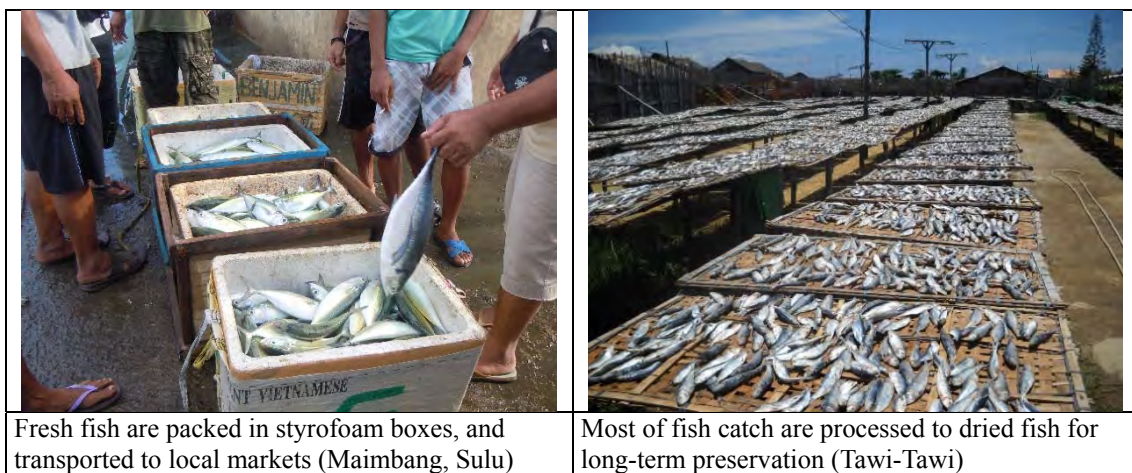 BENJAMIN
NT VIETNAMESE
Fresh fish are packed in styrofoam boxes, and
transported to local markets (Maimbang, Sulu)
Most of fish catch are processed to dried fish for
long-term preservation (Tawi-Tawi)